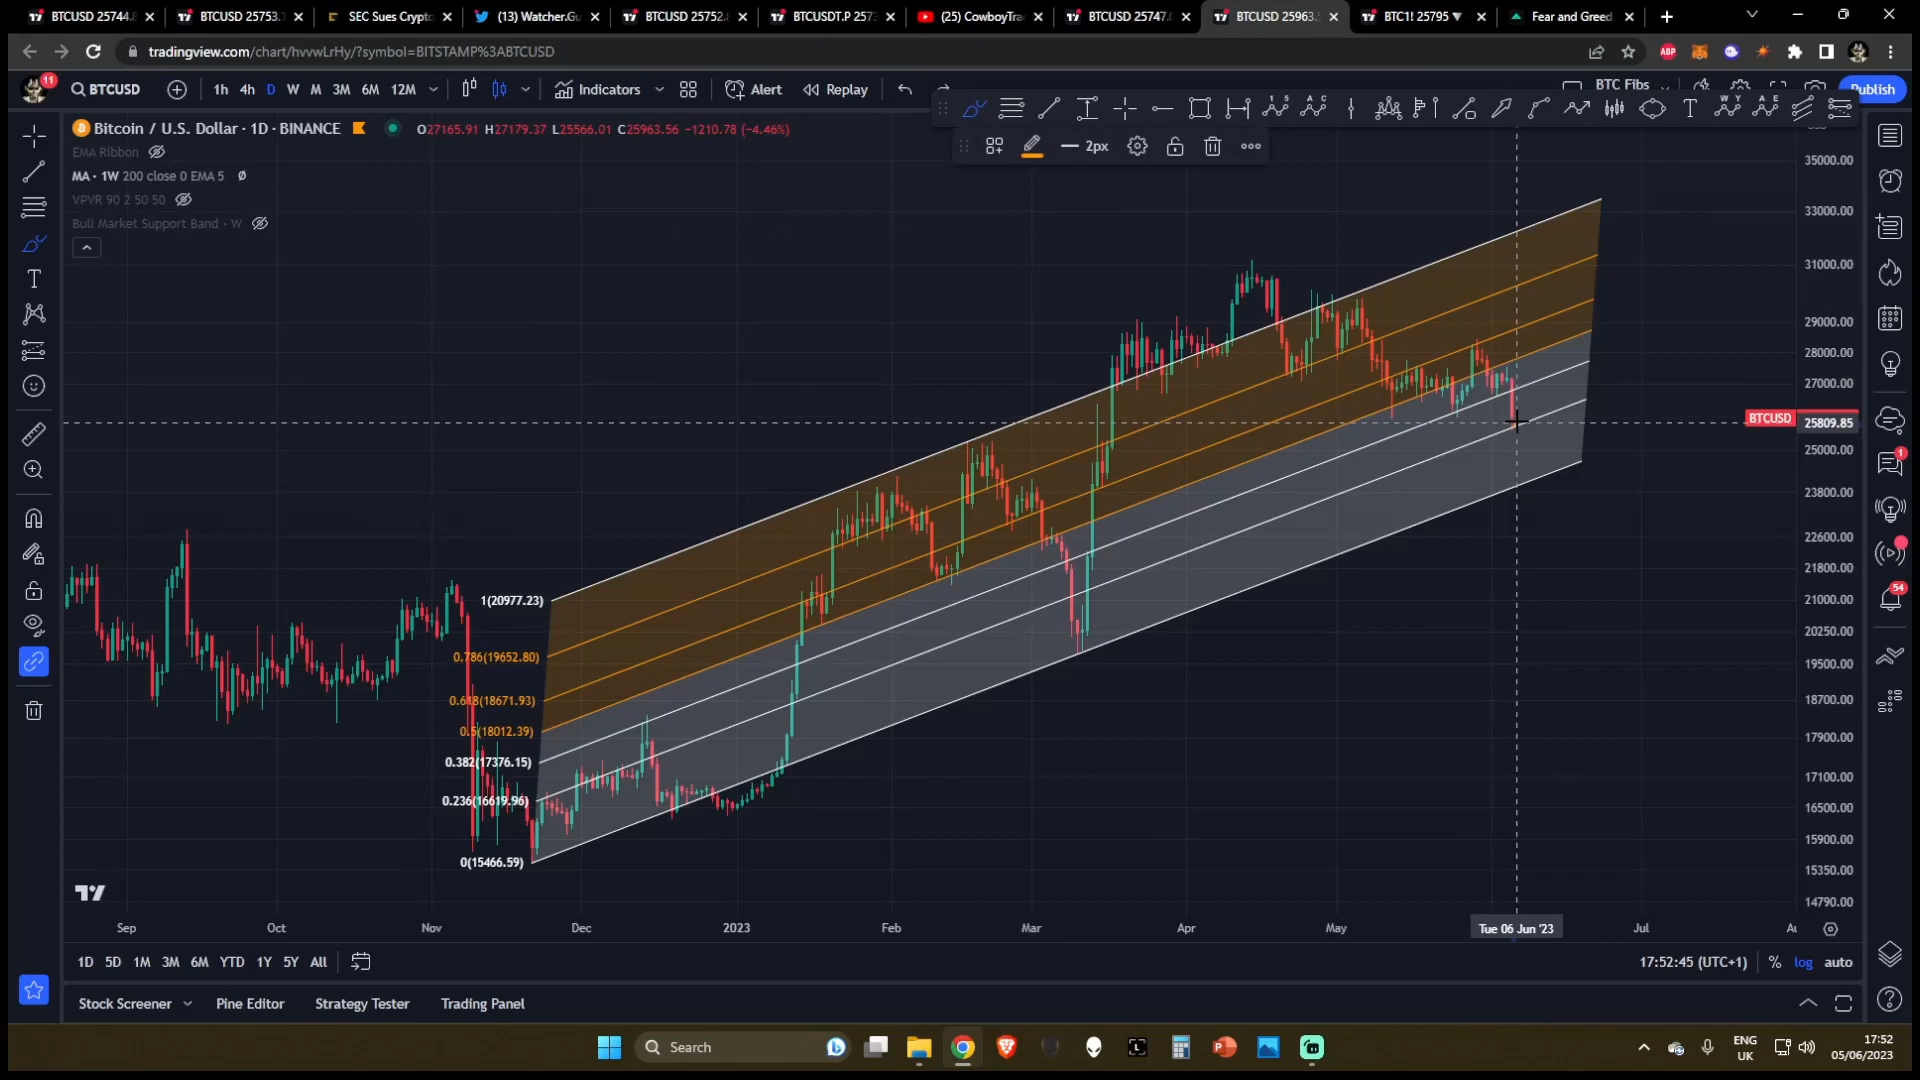 BTCUSD 25744.8
BTCUSD 25753.
SEC Sues Crypto
(13) Watcher.Gu
BTCUSD 25752.8
BTCUSDT.P 2573
(25) CowboyTra
BTCUSD 25747.
BTCUSD 25963.
BTC1! 25795 ▼
Fear and Greed
tradingview.com/chart/hvvwLrHy/?symbol=BITSTAMP%3ABTCUSD
ABP
11
BTCUSD
1h 4h D W M 3M 6M 12M
Indicators
Alert
Replay
BTC Fibs
Publish
Bitcoin / U.S. Dollar · 1D · BINANCE
O27165.91 H27179.37 L25566.01 C25963.56 −1210.78 (−4.46%)
EMA Ribbon
MA · 1W 200 close 0 EMA 5
VPVR 90 2 50 50
Bull Market Support Band · W
2px
35000.00
33000.00
31000.00
29000.00
28000.00
27000.00
BTCUSD
25809.85
25000.00
23800.00
22600.00
21800.00
21000.00
20250.00
19500.00
18700.00
17900.00
17100.00
16500.00
15900.00
15350.00
14790.00
1(20977.23)
0.786(19652.80)
0.618(18671.93)
0.5(18012.39)
0.382(17376.15)
0.236(16619.96)
0(15466.59)
1
54
Sep Oct Nov Dec 2023 Feb Mar Apr May Tue 06 Jun '23 Jul
1D 5D 1M 3M 6M YTD 1Y 5Y All
17:52:45 (UTC+1) % log auto
Stock Screener Pine Editor Strategy Tester Trading Panel
Search
ENG
UK
17:52
05/06/2023